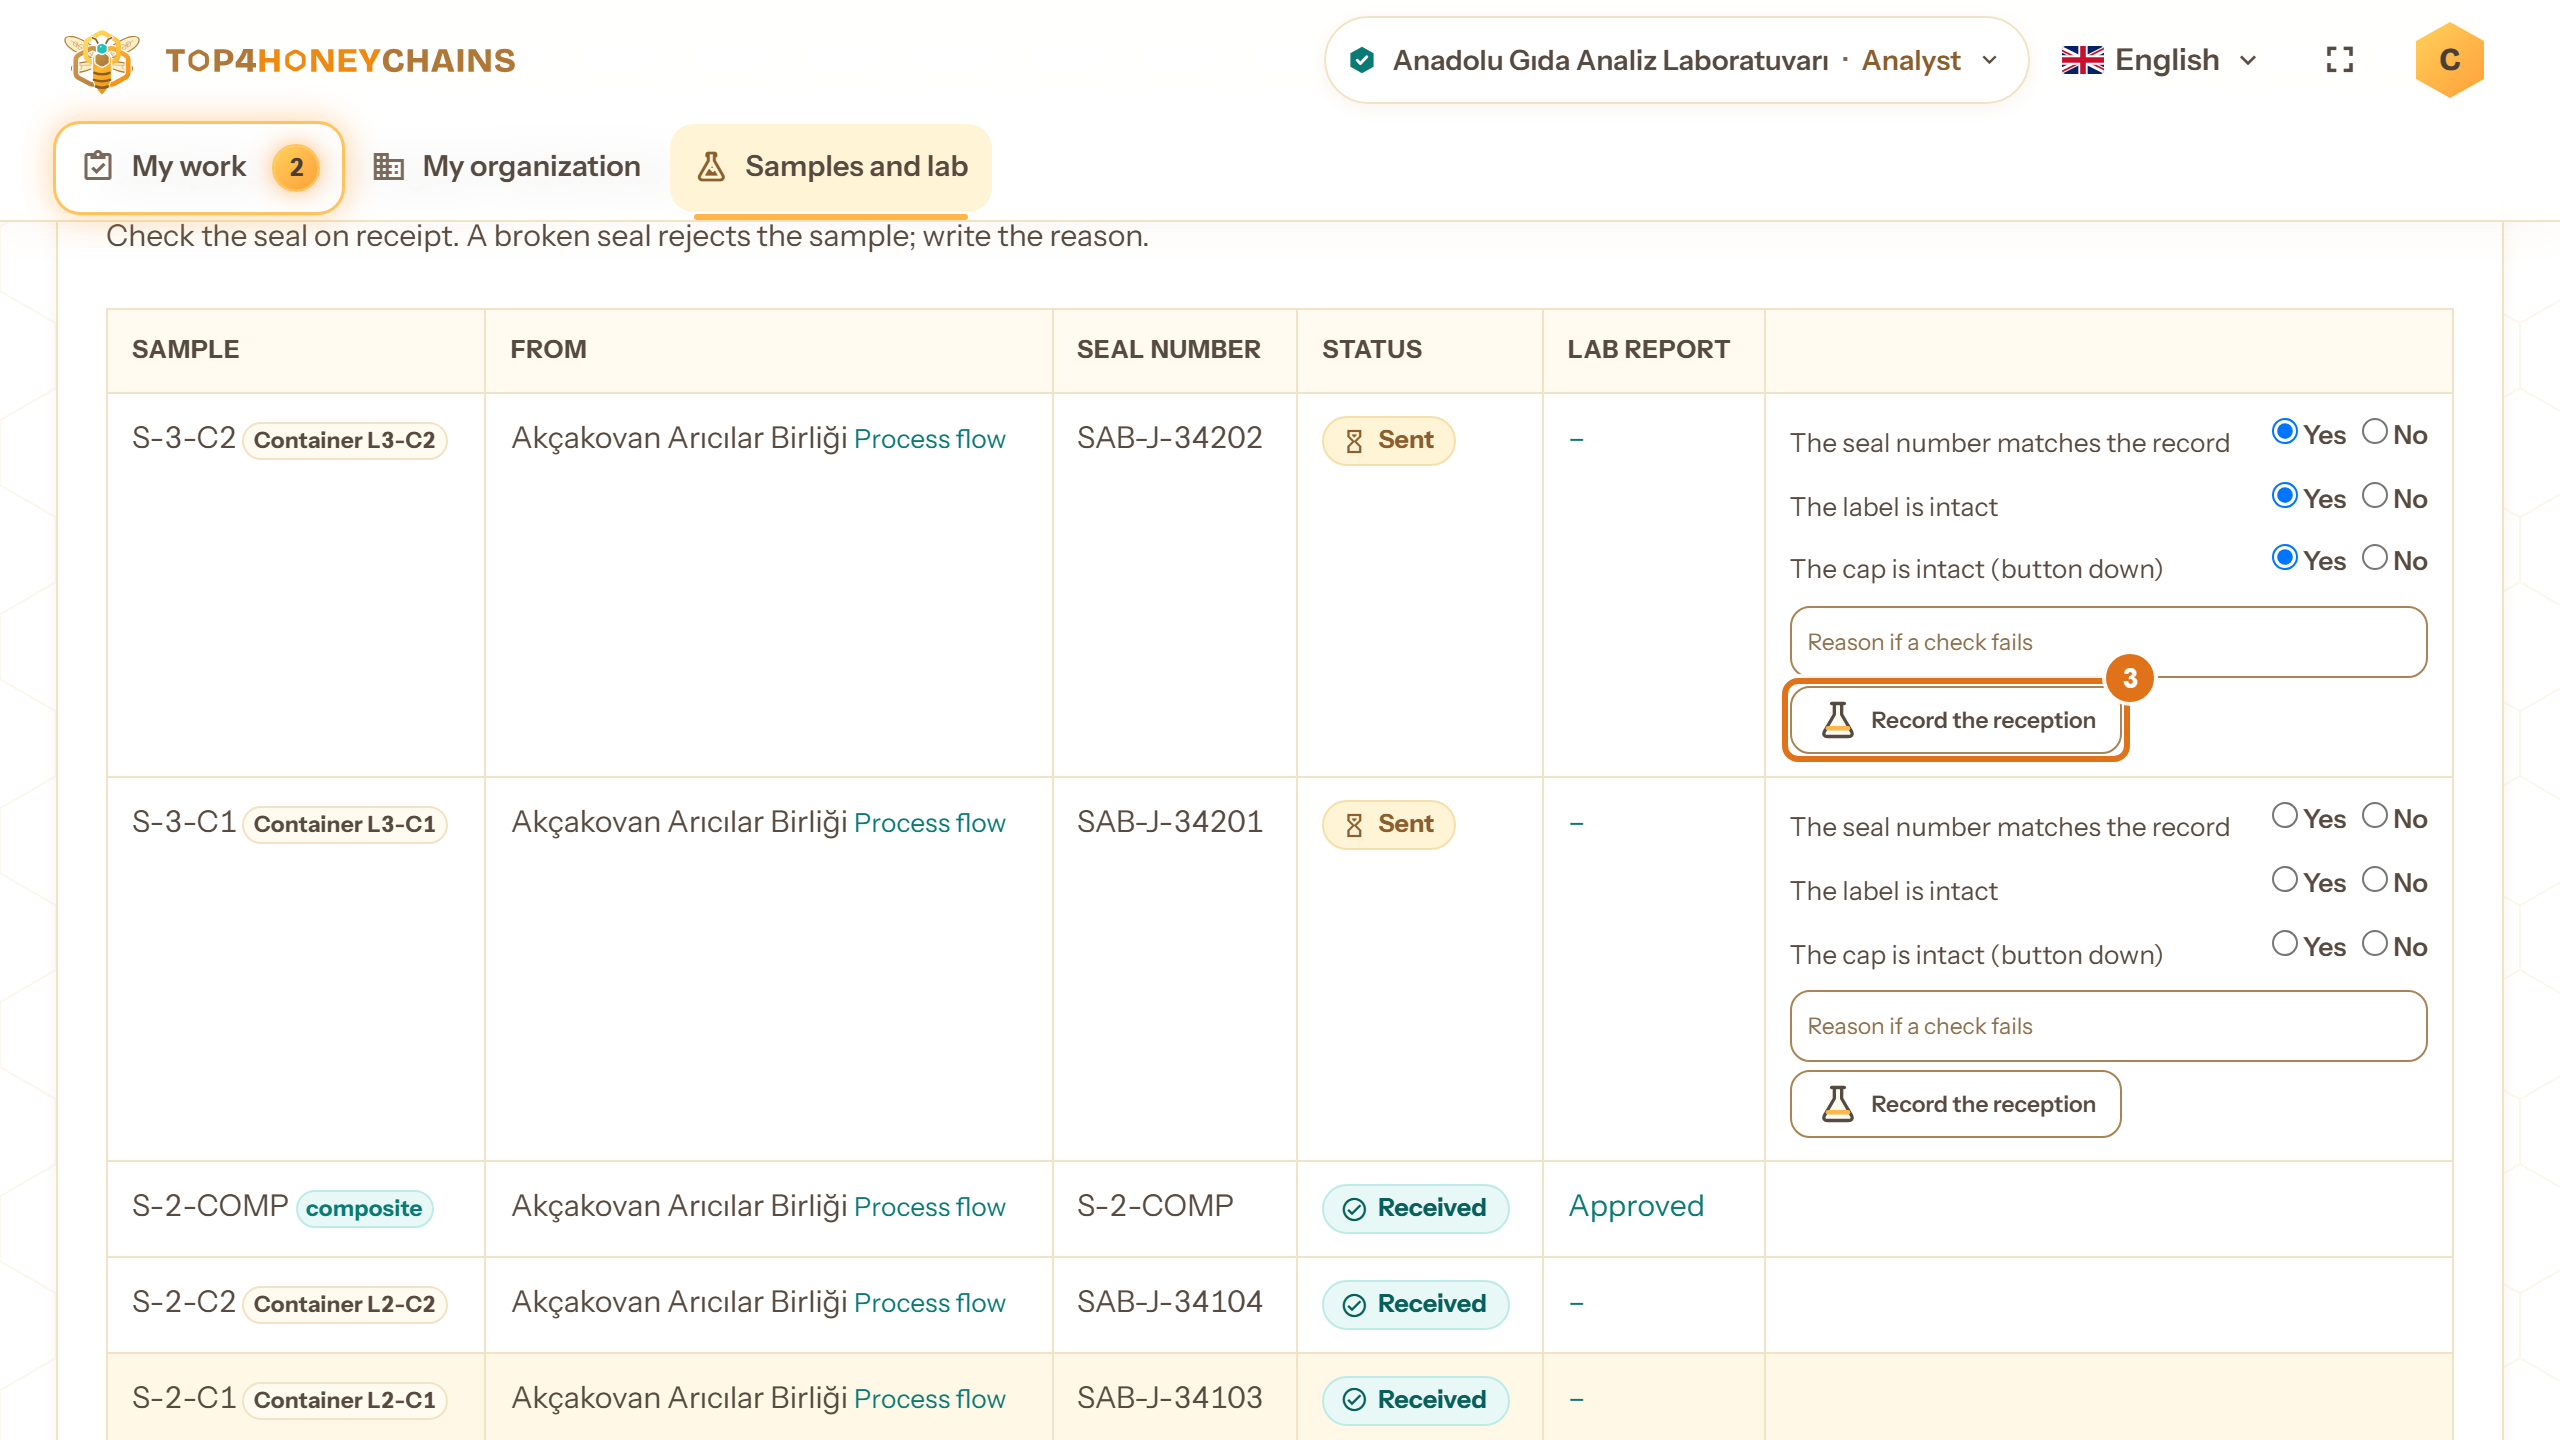 TOP4HONEYCHAINS
Anadolu Gıda Analiz Laboratuvarı · Analyst
English
C
My work 2
My organization
Samples and lab
Check the seal on receipt. A broken seal rejects the sample; write the reason.
SAMPLE FROM SEAL NUMBER STATUS LAB REPORT
S-3-C2 Container L3-C2 Akçakovan Arıcılar Birliği Process flow SAB-J-34202 Sent –
The seal number matches the record Yes No
The label is intact Yes No
The cap is intact (button down) Yes No
Reason if a check fails
3
Record the reception
S-3-C1 Container L3-C1 Akçakovan Arıcılar Birliği Process flow SAB-J-34201 Sent –
The seal number matches the record Yes No
The label is intact Yes No
The cap is intact (button down) Yes No
Reason if a check fails
Record the reception
S-2-COMP composite Akçakovan Arıcılar Birliği Process flow S-2-COMP Received Approved
S-2-C2 Container L2-C2 Akçakovan Arıcılar Birliği Process flow SAB-J-34104 Received –
S-2-C1 Container L2-C1 Akçakovan Arıcılar Birliği Process flow SAB-J-34103 Received –